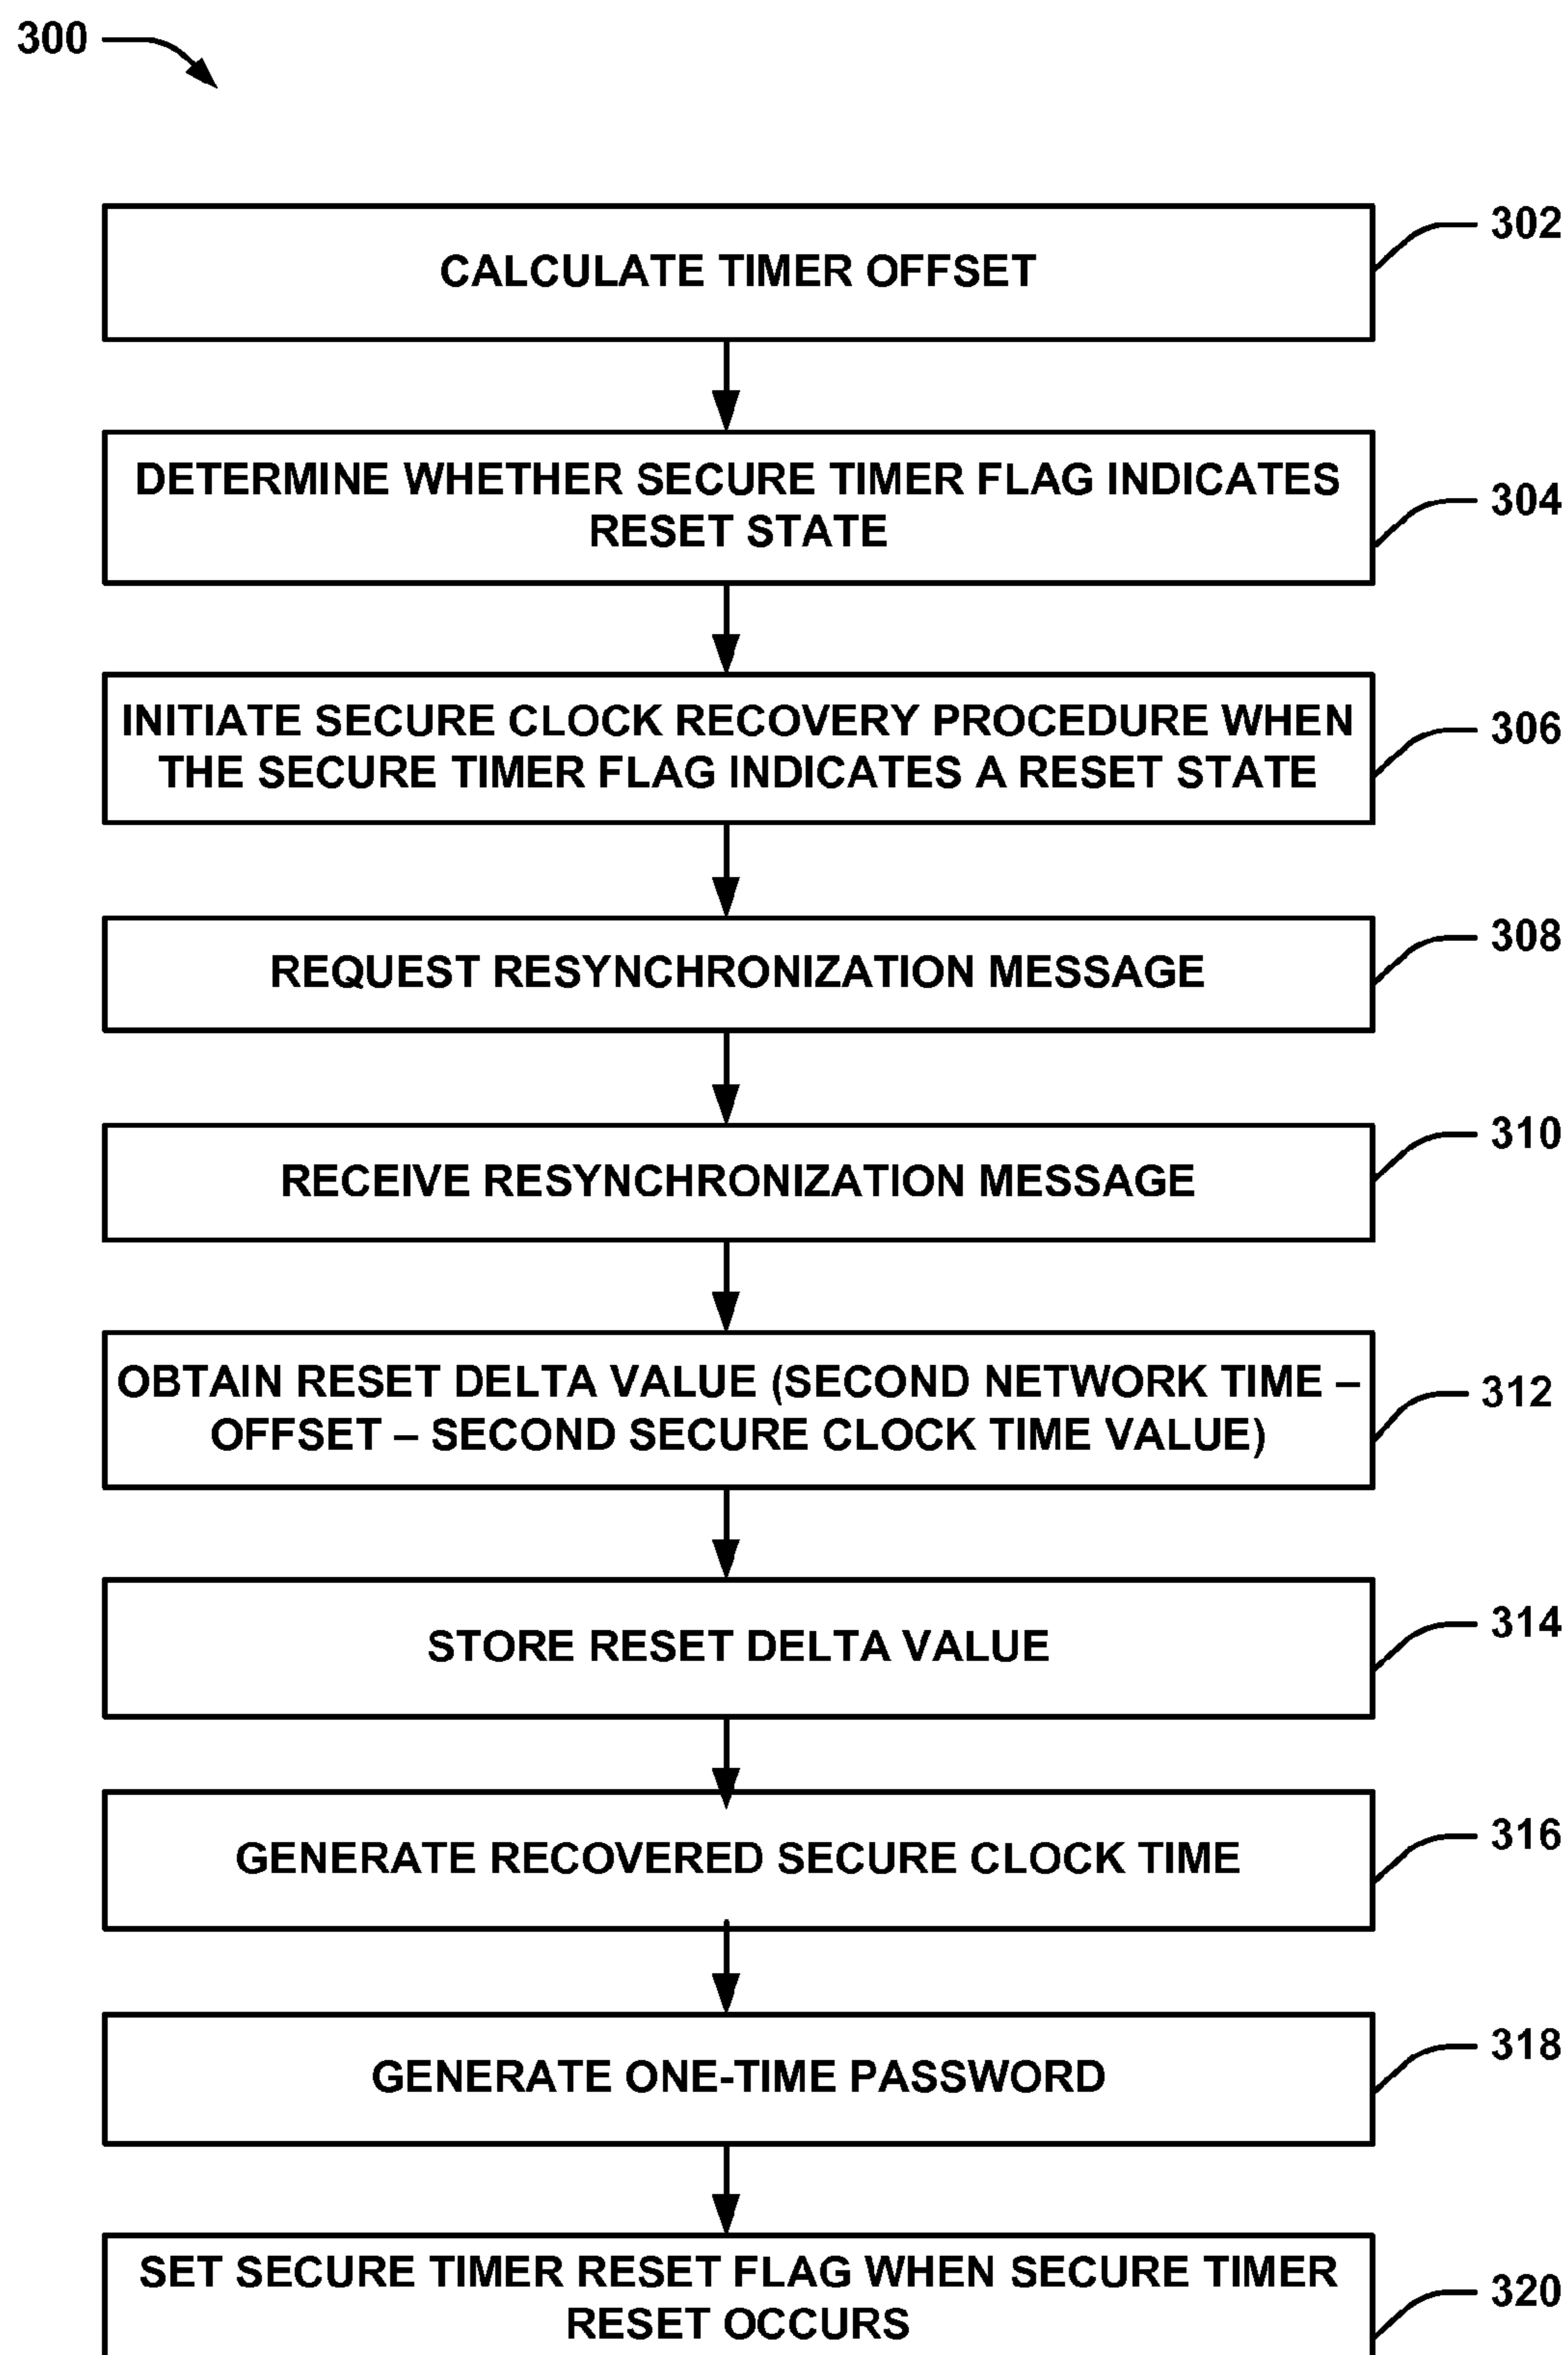 300
302
CALCULATE TIMER OFFSET
DETERMINE WHETHER SECURE TIMER FLAG INDICATES
RESET STATE
304
INITIATE SECURE CLOCK RECOVERY PROCEDURE WHEN
THE SECURE TIMER FLAG INDICATES A RESET STATE
306
308
REQUEST RESYNCHRONIZATION MESSAGE
310
RECEIVE RESYNCHRONIZATION MESSAGE
OBTAIN RESET DELTA VALUE (SECOND NETWORK TIME –
OFFSET – SECOND SECURE CLOCK TIME VALUE)
312
314
STORE RESET DELTA VALUE
316
GENERATE RECOVERED SECURE CLOCK TIME
318
GENERATE ONE-TIME PASSWORD
SET SECURE TIMER RESET FLAG WHEN SECURE TIMER
RESET OCCURS
320